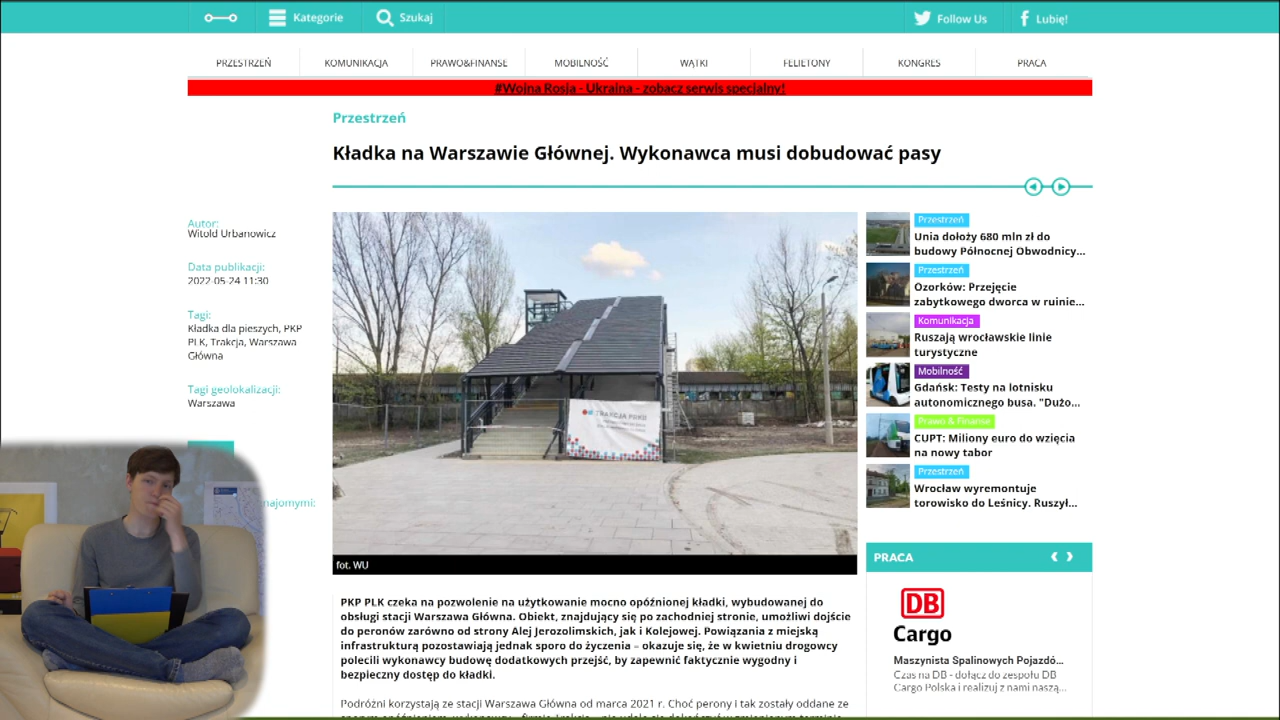 Kategorie
Szukaj
Follow Us
Lubię!
PRZESTRZEŃ
KOMUNIKACJA
PRAWO&FINANSE
MOBILNOŚĆ
WĄTKI
FELIETONY
KONGRES
PRACA
#Wojna Rosja - Ukraina - zobacz serwis specjalny!
Przestrzeń
Kładka na Warszawie Głównej. Wykonawca musi dobudować pasy
Autor:
Witold Urbanowicz
Data publikacji:
2022-05-24 11:30
Tagi:
Kładka dla pieszych, PKP
PLK, Trakcja, Warszawa
Główna
Tagi geolokalizacji:
Warszawa
najomymi:
TRAKCJA PRKB
fot. WU
PKP PLK czeka na pozwolenie na użytkowanie mocno opóźnionej kładki, wybudowanej do
obsługi stacji Warszawa Główna. Obiekt, znajdujący się po zachodniej stronie, umożliwi dojście
do peronów zarówno od strony Alej Jerozolimskich, jak i Kolejowej. Powiązania z miejską
infrastrukturą pozostawiają jednak sporo do życzenia – okazuje się, że w kwietniu drogowcy
polecili wykonawcy budowę dodatkowych przejść, by zapewnić faktycznie wygodny i
bezpieczny dostęp do kładki.
Podróżni korzystają ze stacji Warszawa Główna od marca 2021 r. Choć perony i tak zostały oddane ze
Przestrzeń
Unia dołoży 680 mln zł do
budowy Północnej Obwodnicy...
Przestrzeń
Ozorków: Przejęcie
zabytkowego dworca w ruinie...
Komunikacja
Ruszają wrocławskie linie
turystyczne
Mobilność
Gdańsk: Testy na lotnisku
autonomicznego busa. "Dużo...
Prawo & Finanse
CUPT: Miliony euro do wzięcia
na nowy tabor
Przestrzeń
Wrocław wyremontuje
torowisko do Leśnicy. Ruszył...
PRACA
DB
Cargo
Maszynista Spalinowych Pojazdó...
Czas na DB - dołącz do zespołu DB
Cargo Polska i realizuj z nami naszą...